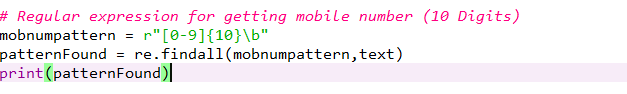 # Regular expression for getting mobile number (10 Digits)
mobnumpattern = r"[0-9]{10}\b"
patternFound = re.findall(mobnumpattern,text)
print(patternFound)